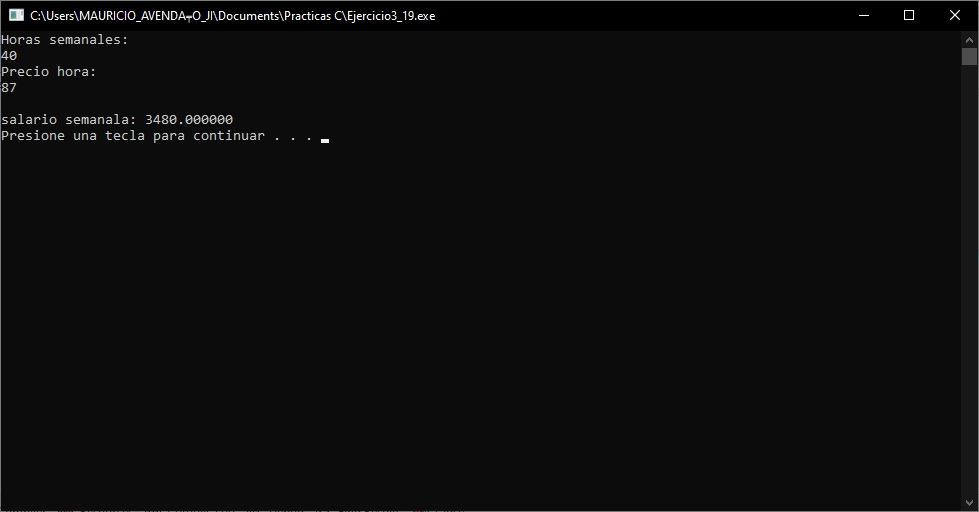 C:\Users\MAURICIO_AVENDA╤O_JI\Documents\Practicas C\Ejercicio3_19.exe
Horas semanales:
40
Precio hora:
87
salario semanala: 3480.000000
Presione una tecla para continuar . . .